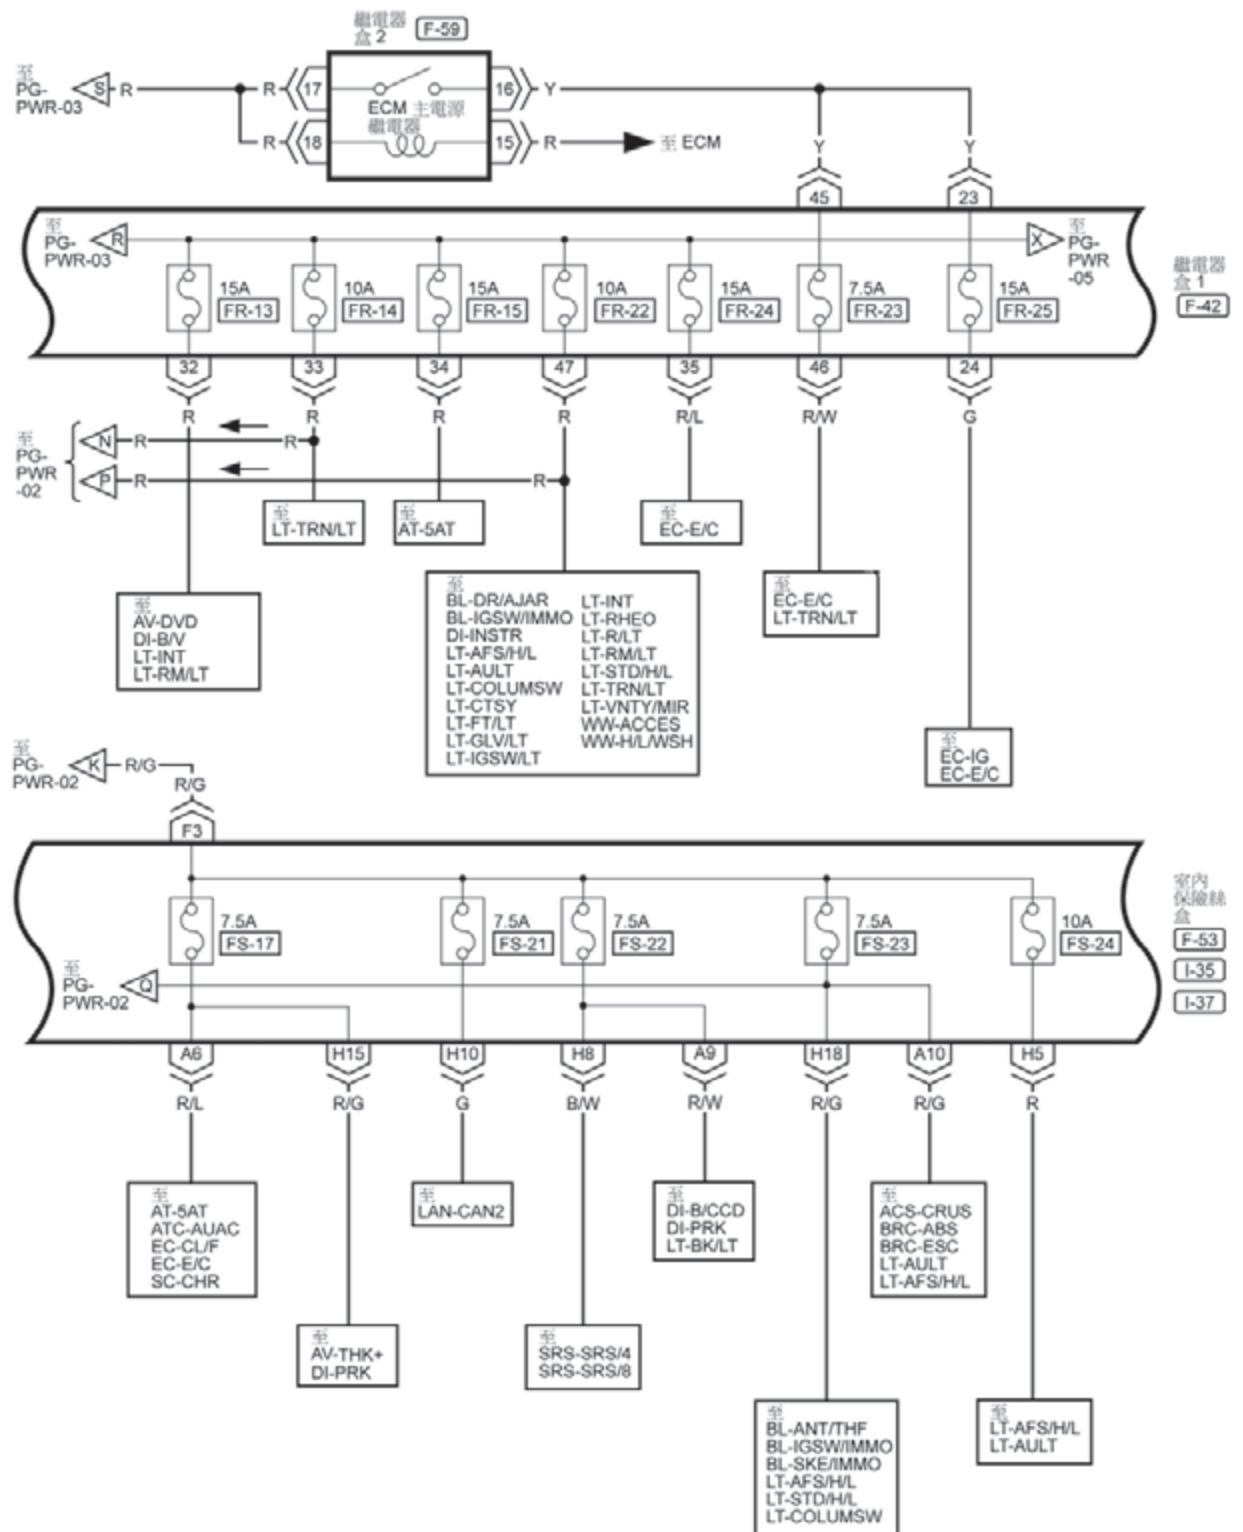 繼電器
盒 2
F-59
至
PG-
PWR-03
S
R
R
17
ECM 主電源
繼電器
16
Y
R
18
15
R
至 ECM
Y
Y
45
23
至
PG-
PWR-03
R
X
至
PG-
PWR
-05
繼電器
盒 1
F-42
15A
FR-13
10A
FR-14
15A
FR-15
10A
FR-22
15A
FR-24
7.5A
FR-23
15A
FR-25
32
33
34
47
35
46
24
R
R
R
R
R/L
R/W
G
至
PG-
PWR
-02
N
R
R
P
R
R
至
LT-TRN/LT
至
AT-5AT
至
EC-E/C
至
AV-DVD
DI-B/V
LT-INT
LT-RM/LT
至
BL-DR/AJAR
BL-IGSW/IMMO
DI-INSTR
LT-AFS/H/L
LT-AULT
LT-COLUMSW
LT-CTSY
LT-FT/LT
LT-GLV/LT
LT-IGSW/LT
LT-INT
LT-RHEO
LT-R/LT
LT-RM/LT
LT-STD/H/L
LT-TRN/LT
LT-VNTY/MIR
WW-ACCES
WW-H/L/WSH
至
EC-E/C
LT-TRN/LT
至
EC-IG
EC-E/C
至
PG-
PWR-02
K
R/G
R/G
F3
室內
保險絲
盒
F-53
I-35
I-37
7.5A
FS-17
7.5A
FS-21
7.5A
FS-22
7.5A
FS-23
10A
FS-24
至
PG-
PWR-02
Q
A6
H15
H10
H8
A9
H18
A10
H5
R/L
R/G
G
B/W
R/W
R/G
R/G
R
至
AT-5AT
ATC-AUAC
EC-CL/F
EC-E/C
SC-CHR
至
AV-THK+
DI-PRK
至
LAN-CAN2
至
SRS-SRS/4
SRS-SRS/8
至
DI-B/CCD
DI-PRK
LT-BK/LT
至
BL-ANT/THF
BL-IGSW/IMMO
BL-SKE/IMMO
LT-AFS/H/L
LT-STD/H/L
LT-COLUMSW
至
ACS-CRUS
BRC-ABS
BRC-ESC
LT-AULT
LT-AFS/H/L
至
LT-AFS/H/L
LT-AULT